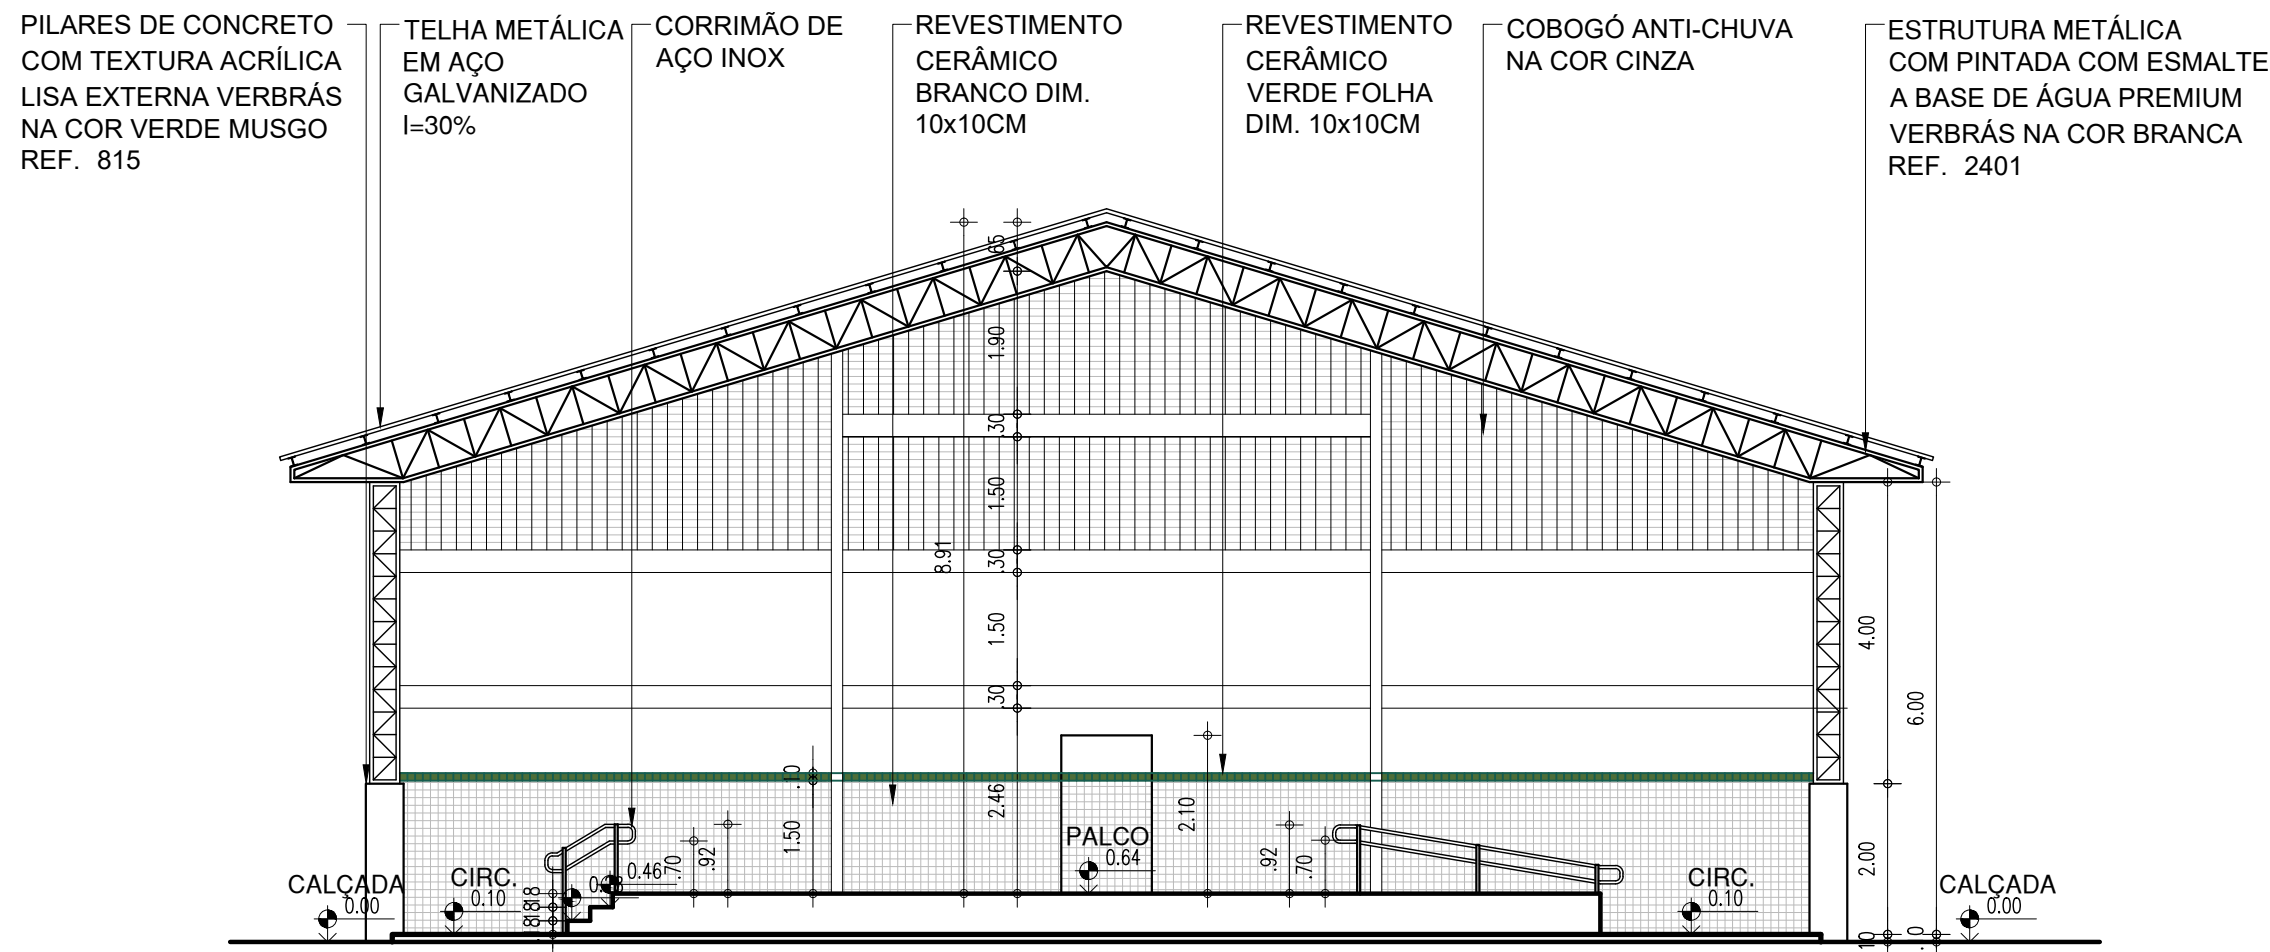 PILARES DE CONCRETO
COM TEXTURA ACRÍLICA
LISA EXTERNA VERBRÁS
NA COR VERDE MUSGO
REF. 815
TELHA METÁLICA
EM AÇO
GALVANIZADO
I=30%
CORRIMÃO DE
AÇO INOX
REVESTIMENTO
CERÂMICO
BRANCO DIM.
10x10CM
REVESTIMENTO
CERÂMICO
VERDE FOLHA
DIM. 10x10CM
COBOGÓ ANTI-CHUVA
NA COR CINZA
ESTRUTURA METÁLICA
COM PINTADA COM ESMALTE
A BASE DE ÁGUA PREMIUM
VERBRÁS NA COR BRANCA
REF. 2401
.65
1.90
.30
1.50
8.91
.30
1.50
.30
2.46
4.00
6.00
2.00
.10
1.50
.92
.70
2.10
.92
.70
PALCO
0.64
0.46
CALÇADA
0.00
CIRC.
0.10
.18
.18
.18
CIRC.
0.10
CALÇADA
0.00
.10